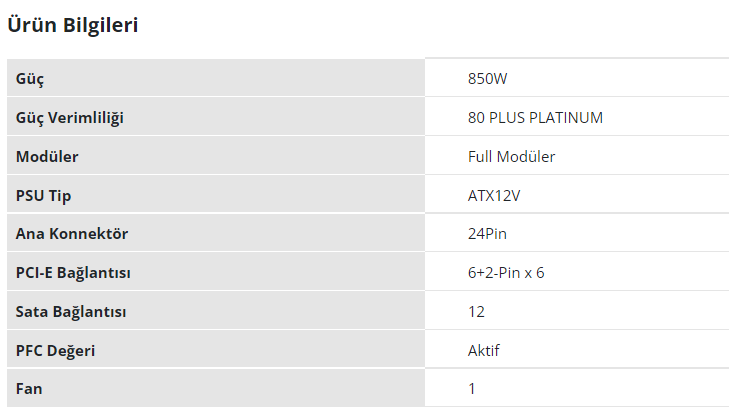 Ürün Bilgileri
Güç 850W
Güç Verimliliği 80 PLUS PLATINUM
Modüler Full Modüler
PSU Tip ATX12V
Ana Konnektör 24Pin
PCI-E Bağlantısı 6+2-Pin x 6
Sata Bağlantısı 12
PFC Değeri Aktif
Fan 1